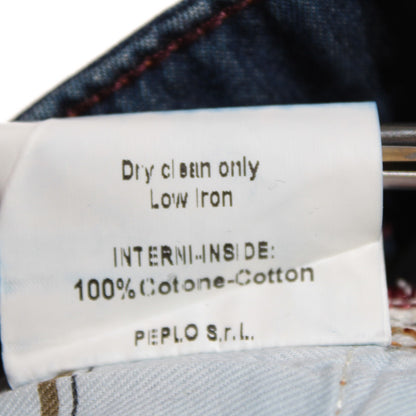 Dry clean only
Low Iron
INTERNI-INSIDE:
100% Cotone-Cotton
PEPLO S.r.L.